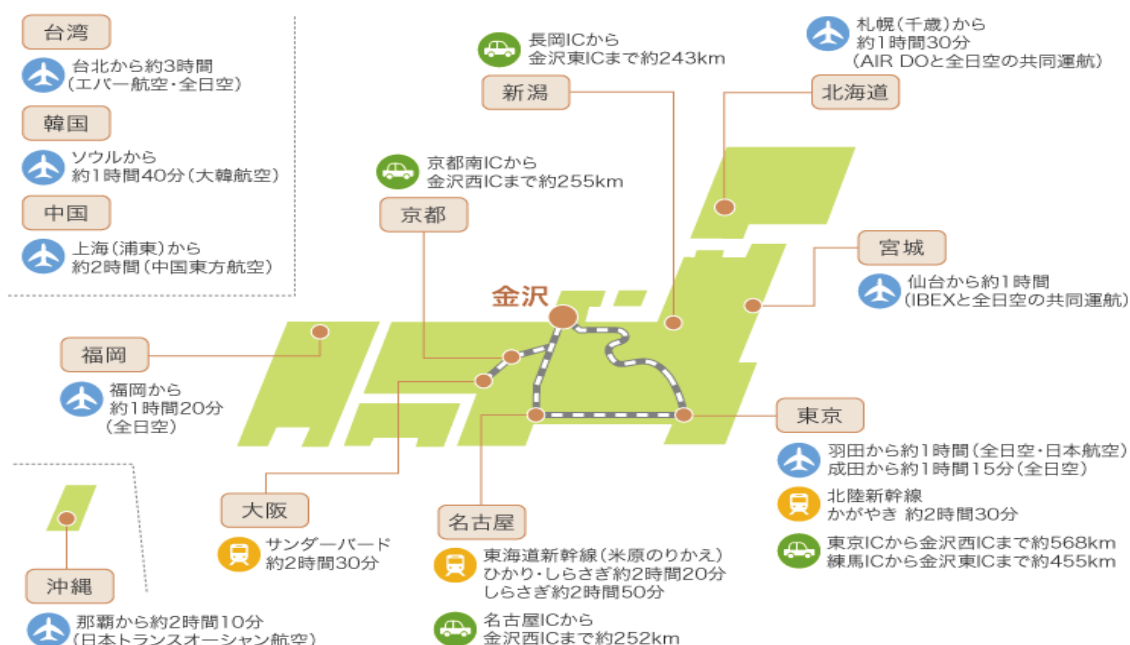 台湾
台北から約3時間
(エバー航空・全日空)
韓国
ソウルから
約1時間40分(大韓航空)
中国
上海(浦東)から
約2時間(中国東方航空)
長岡ICから
金沢東ICまで約243km
新潟
札幌(千歳)から
約1時間30分
(AIR DOと全日空の共同運航)
北海道
京都南ICから
金沢西ICまで約255km
京都
宮城
仙台から約1時間
(IBEXと全日空の共同運航)
金沢
福岡
福岡から
約1時間20分
(全日空)
東京
羽田から約1時間(全日空・日本航空)
成田から約1時間15分(全日空)
北陸新幹線
かがやき 約2時間30分
東京ICから金沢西ICまで約568km
練馬ICから金沢東ICまで約455km
大阪
サンダーバード
約2時間30分
名古屋
東海道新幹線(米原のりかえ)
ひかり・しらさぎ約2時間20分
しらさぎ約2時間50分
名古屋ICから
金沢西ICまで約252km
沖縄
那覇から約2時間10分
(日本トランスオーシャン航空)